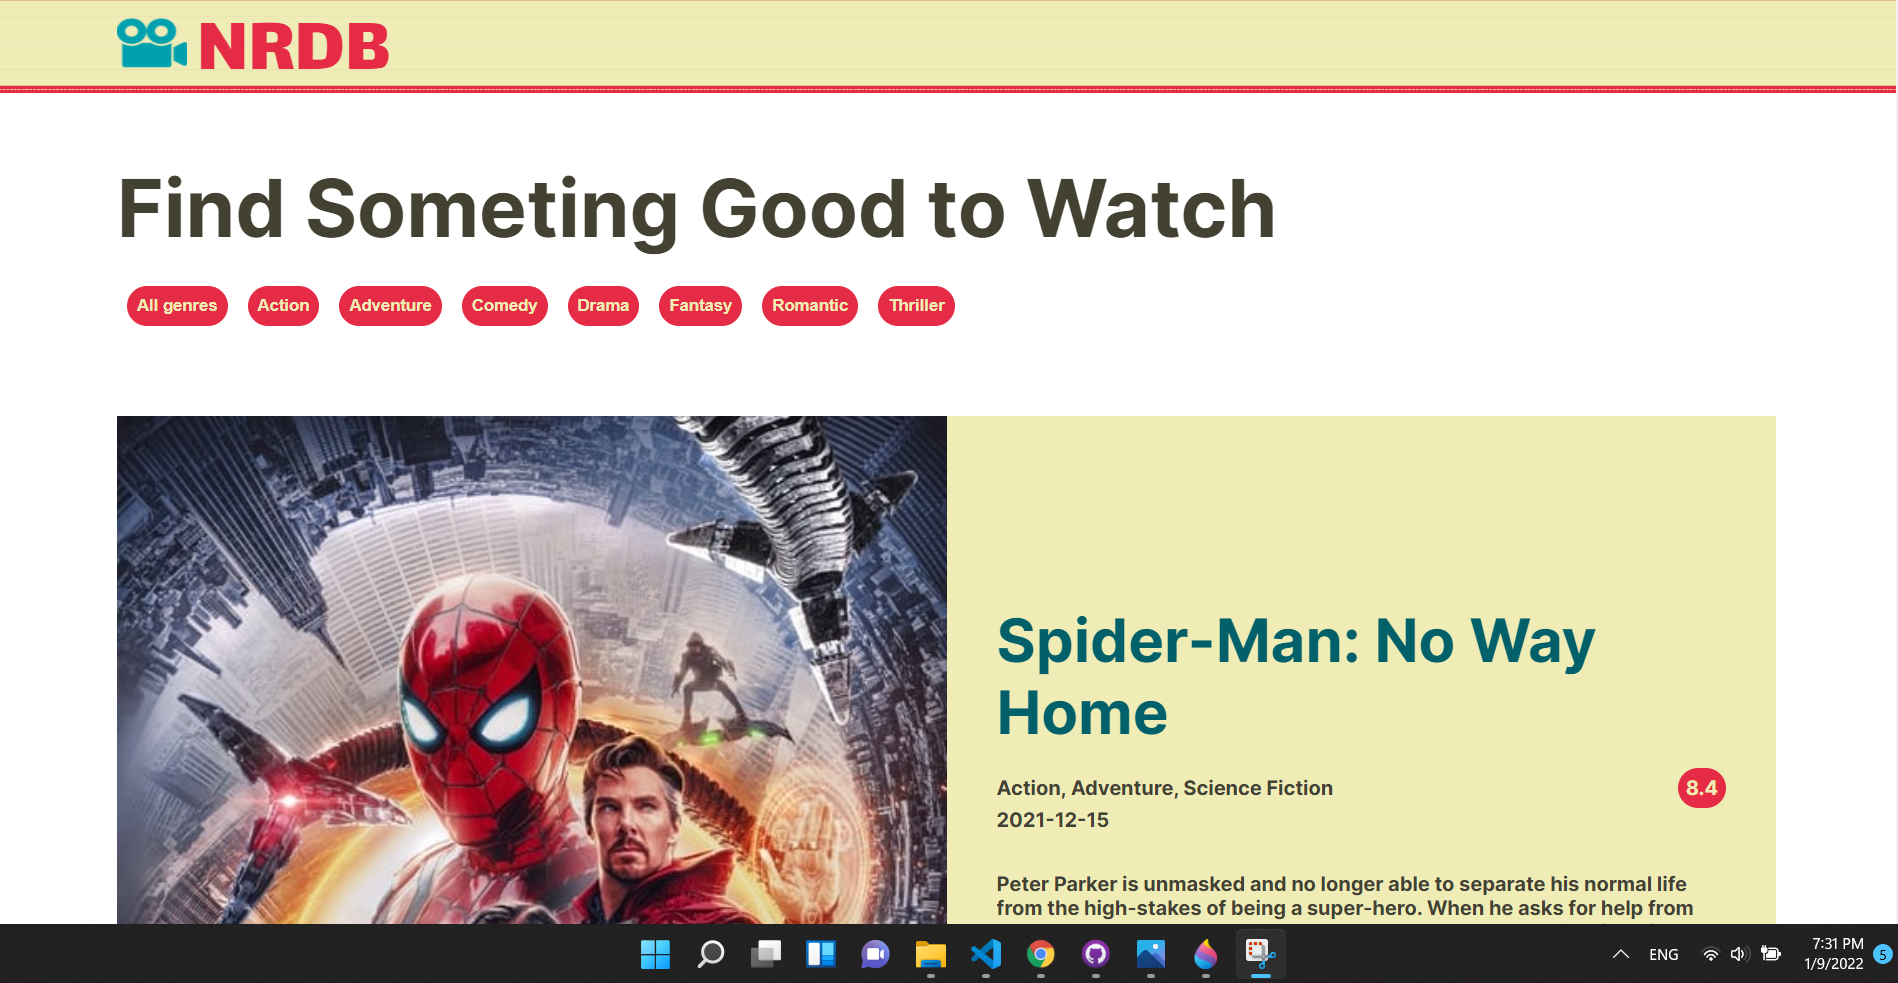 NRDB
Find Someting Good to Watch
All genres Action Adventure Comedy Drama Fantasy Romantic Thriller
Spider-Man: No Way
Home
Action, Adventure, Science Fiction
8.4
2021-12-15
Peter Parker is unmasked and no longer able to separate his normal life
from the high-stakes of being a super-hero. When he asks for help from
ENG
7:31 PM
1/9/2022
5